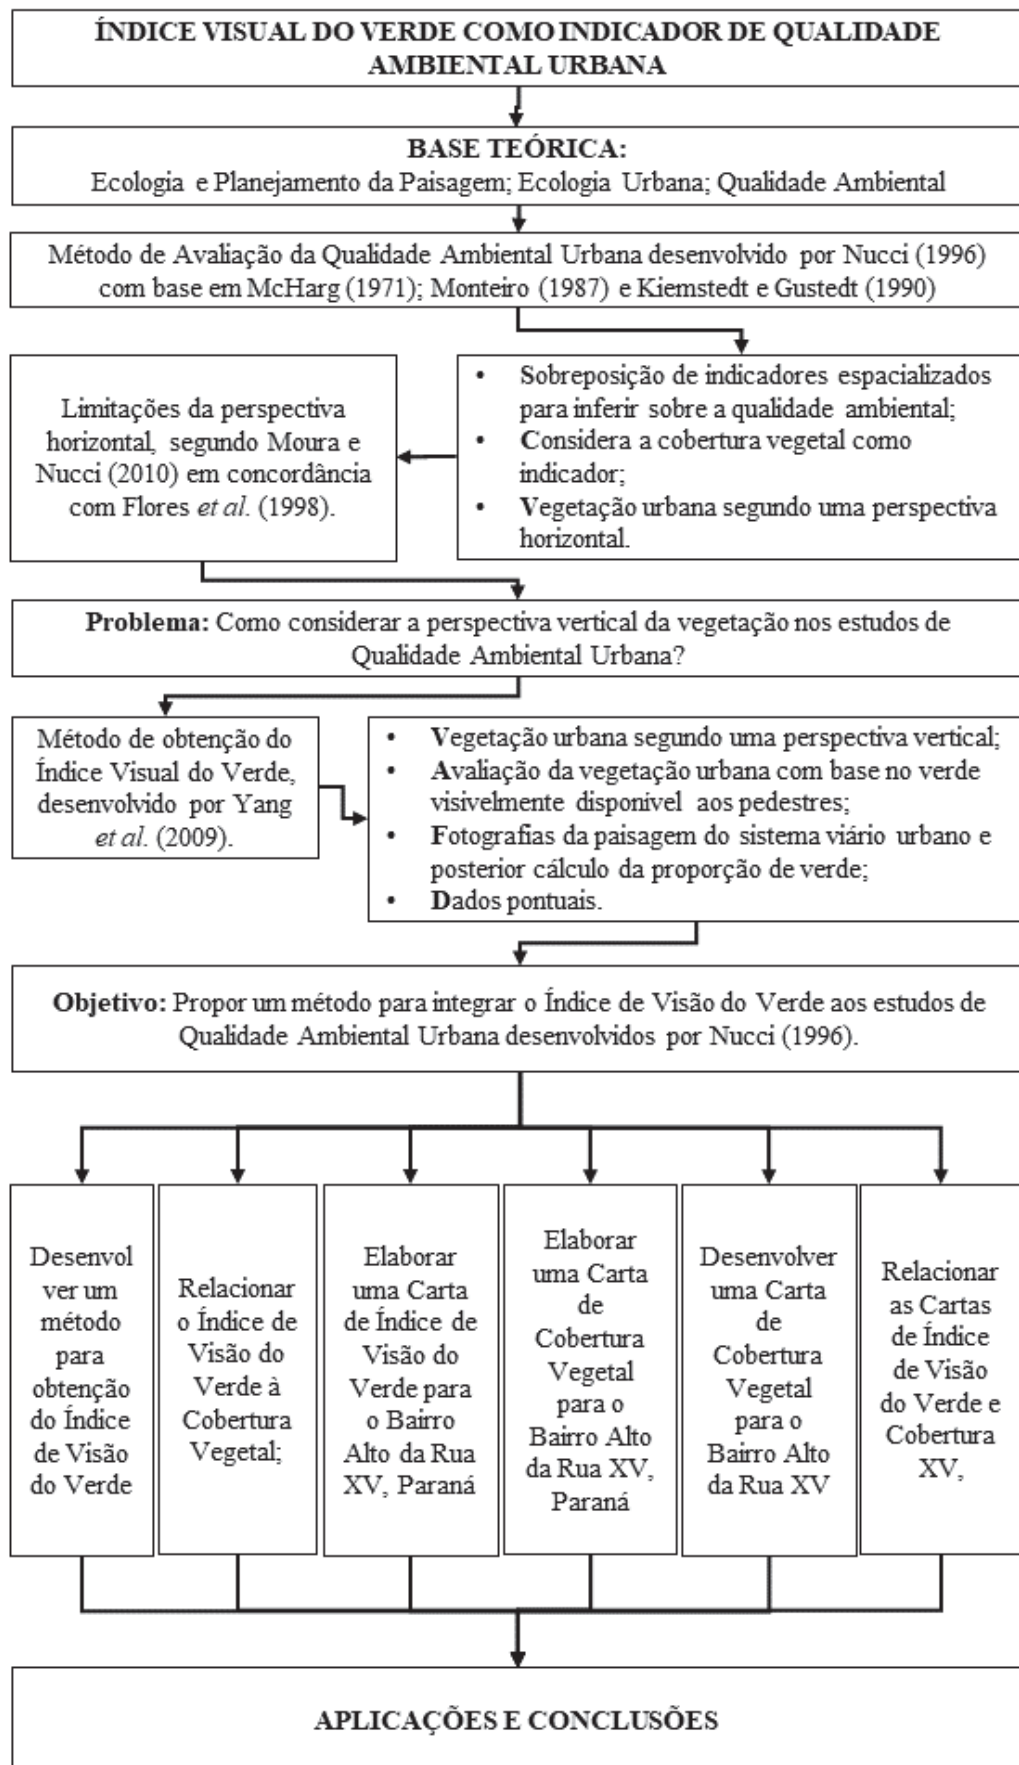 ÍNDICE VISUAL DO VERDE COMO INDICADOR DE QUALIDADE
AMBIENTAL URBANA
BASE TEÓRICA:
Ecologia e Planejamento da Paisagem; Ecologia Urbana; Qualidade Ambiental
Método de Avaliação da Qualidade Ambiental Urbana desenvolvido por Nucci (1996)
com base em McHarg (1971); Monteiro (1987) e Kiemstedt e Gustedt (1990)
Limitações da perspectiva
horizontal, segundo Moura e
Nucci (2010) em concordância
com Flores et al. (1998).
• Sobreposição de indicadores espacializados
para inferir sobre a qualidade ambiental;
• Considera a cobertura vegetal como
indicador;
• Vegetação urbana segundo uma perspectiva
horizontal.
Problema: Como considerar a perspectiva vertical da vegetação nos estudos de
Qualidade Ambiental Urbana?
Método de obtenção do
Índice Visual do Verde,
desenvolvido por Yang
et al. (2009).
• Vegetação urbana segundo uma perspectiva vertical;
• Avaliação da vegetação urbana com base no verde
visivelmente disponível aos pedestres;
• Fotografias da paisagem do sistema viário urbano e
posterior cálculo da proporção de verde;
• Dados pontuais.
Objetivo: Propor um método para integrar o Índice de Visão do Verde aos estudos de
Qualidade Ambiental Urbana desenvolvidos por Nucci (1996).
Desenvol
ver um
método
para
obtenção
do Índice
de Visão
do Verde
Relacionar
o Índice de
Visão do
Verde à
Cobertura
Vegetal;
Elaborar
uma Carta
de Índice de
Visão do
Verde para
o Bairro
Alto da Rua
XV, Paraná
Elaborar
uma Carta
de
Cobertura
Vegetal
para o
Bairro Alto
da Rua XV,
Paraná
Desenvolver
uma Carta
de
Cobertura
Vegetal
para o
Bairro Alto
da Rua XV
Relacionar
as Cartas
de Índice
de Visão
do Verde e
Cobertura
XV,
APLICAÇÕES E CONCLUSÕES